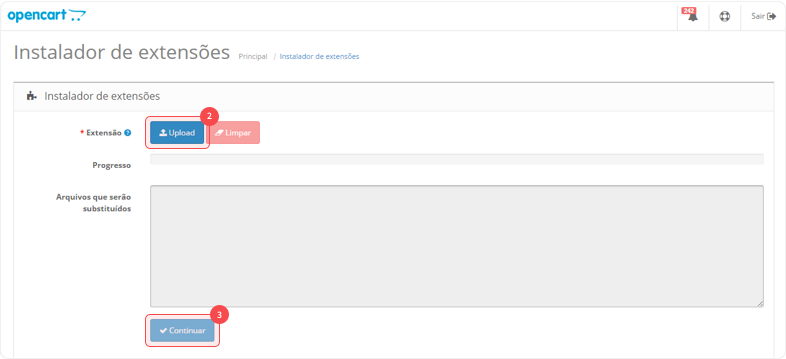 opencart
242
Sair
Instalador de extensões
Principal / Instalador de extensões
Instalador de extensões
2
* Extensão ?
Upload
Limpar
Progresso
Arquivos que serão
substituídos
3
Continuar